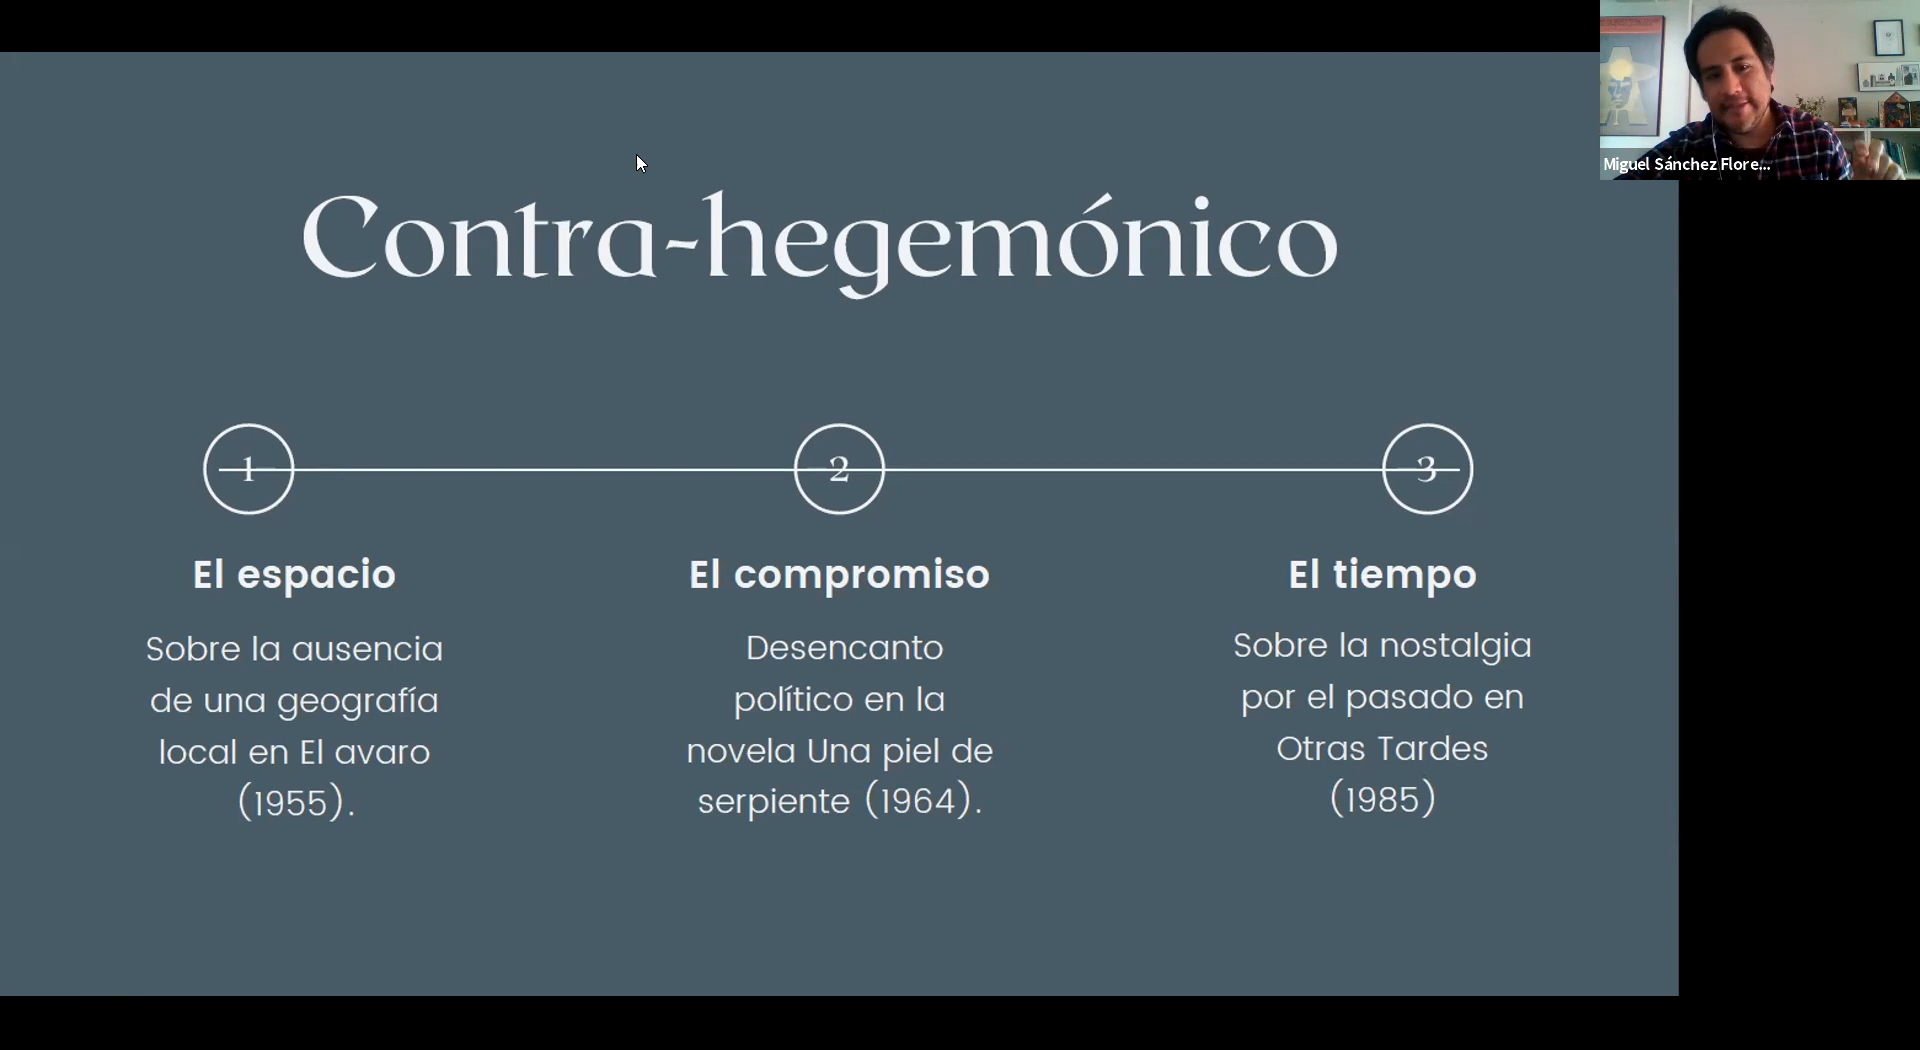 Miguel Sánchez Flore...
Contra-hegemónico
1
2
3
El espacio
Sobre la ausencia
de una geografía
local en El avaro
(1955).
El compromiso
Desencanto
político en la
novela Una piel de
serpiente (1964).
El tiempo
Sobre la nostalgia
por el pasado en
Otras Tardes
(1985)